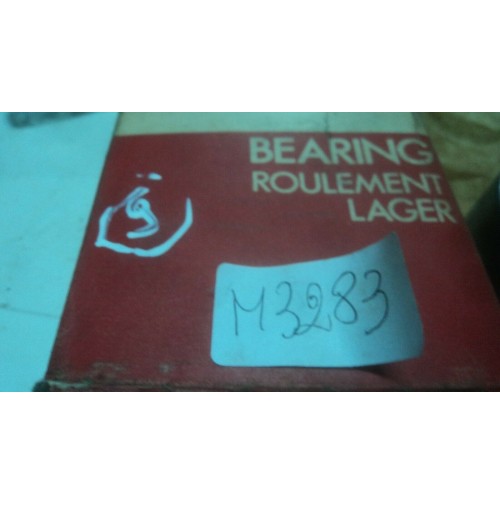 BEARING
ROULEMENT
LAGER
M3283